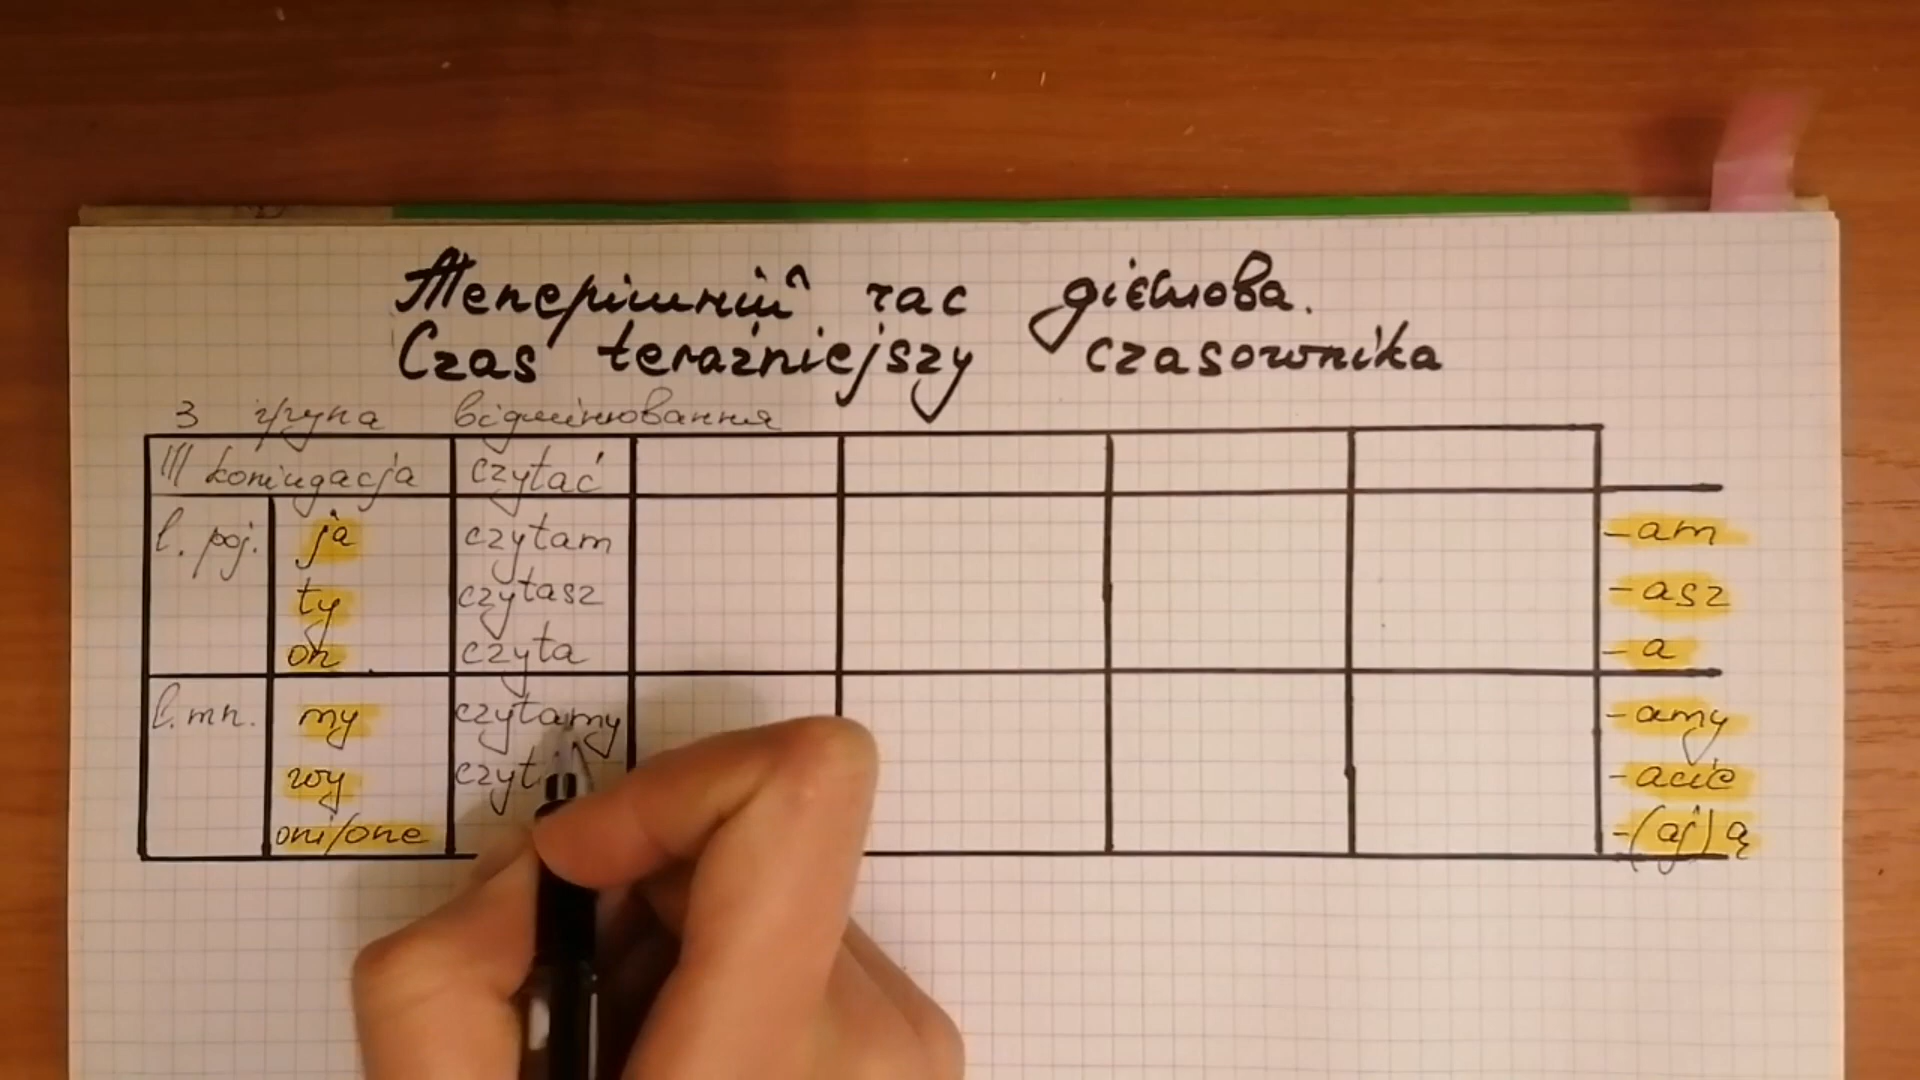 Теперішній час дієслова.
Czas teraźniejszy czasownika
3 група відмінювання
III koniugacja czytać
l. poj. ja czytam -am
ty czytasz -asz
on czyta -a
l. mn. my czytamy -amy
wy czyt -acie
oni/one -(aj)ą